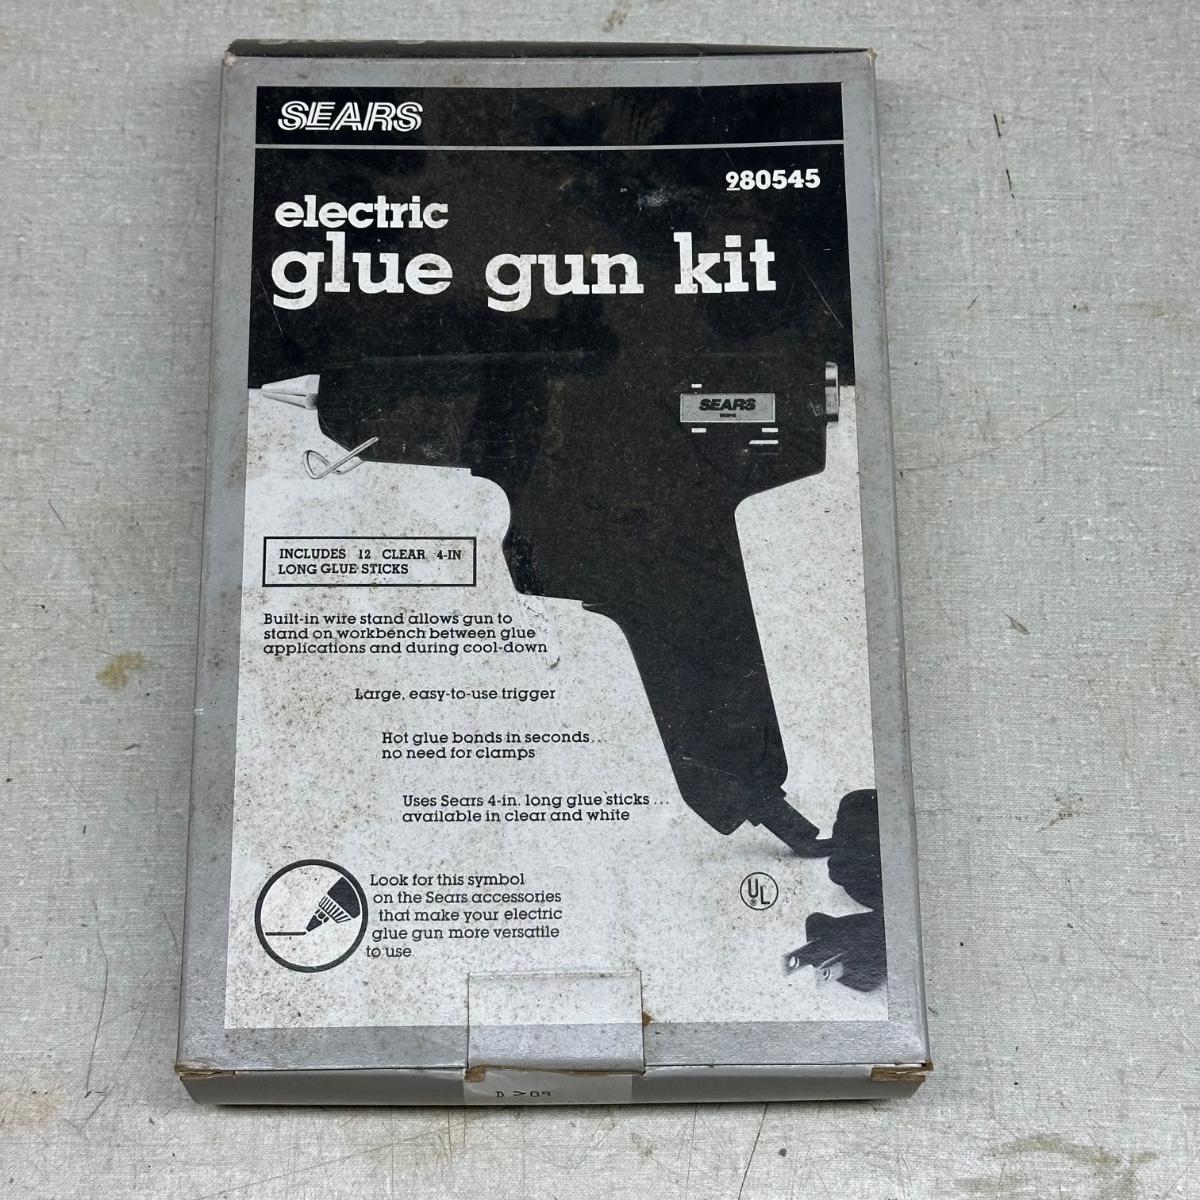 SEARS
980545
electric
glue gun kit
SEARS
INCLUDES 12 CLEAR 4-IN
LONG GLUE STICKS
Built-in wire stand allows gun to
stand on workbench between glue
applications and during cool-down
Large, easy-to-use trigger
Hot glue bonds in seconds...
no need for clamps
Uses Sears 4-in. long glue sticks ...
available in clear and white
Look for this symbol
on the Sears accessories
that make your electric
glue gun more versatile
to use
UL